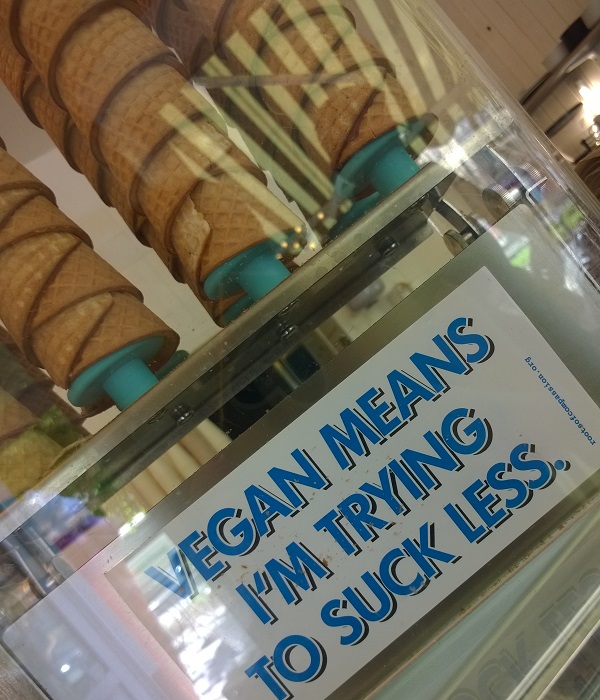 VEGAN MEANS
I'M TRYING
TO SUCK LESS.
rootsofcompassion.org